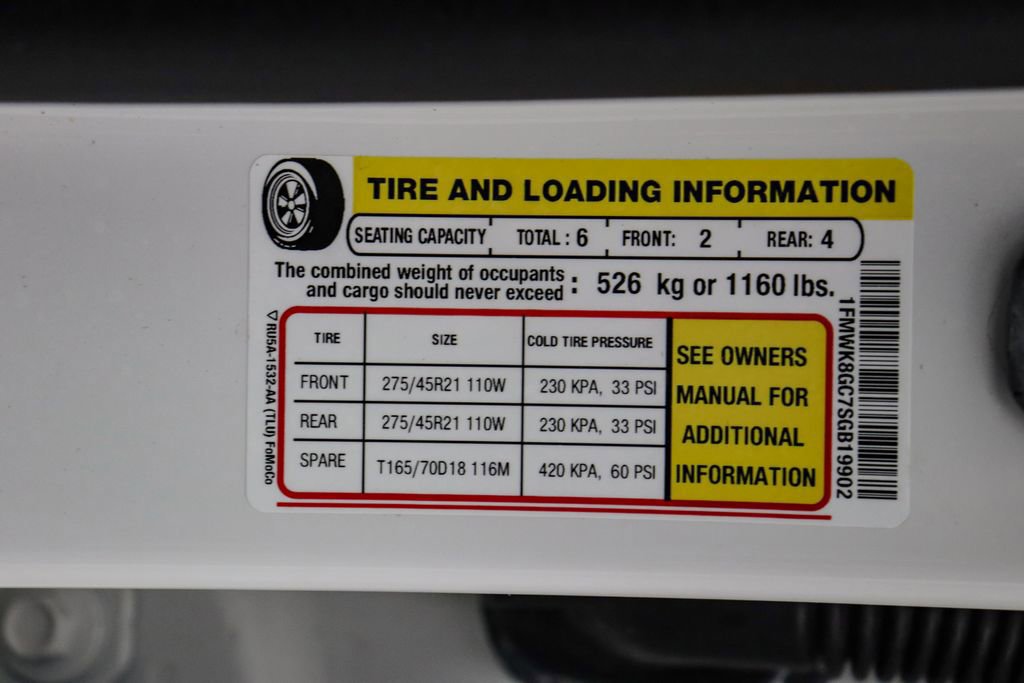 TIRE AND LOADING INFORMATION
SEATING CAPACITY TOTAL : 6 FRONT: 2 REAR: 4
The combined weight of occupants
and cargo should never exceed : 526 kg or 1160 lbs.
TIRE SIZE COLD TIRE PRESSURE
FRONT 275/45R21 110W 230 KPA, 33 PSI
REAR 275/45R21 110W 230 KPA, 33 PSI
SPARE T165/70D18 116M 420 KPA, 60 PSI
SEE OWNERS
MANUAL FOR
ADDITIONAL
INFORMATION
1FMWK8GC7SGB19902
RU5A-1532-AA (TLU) FoMoCo